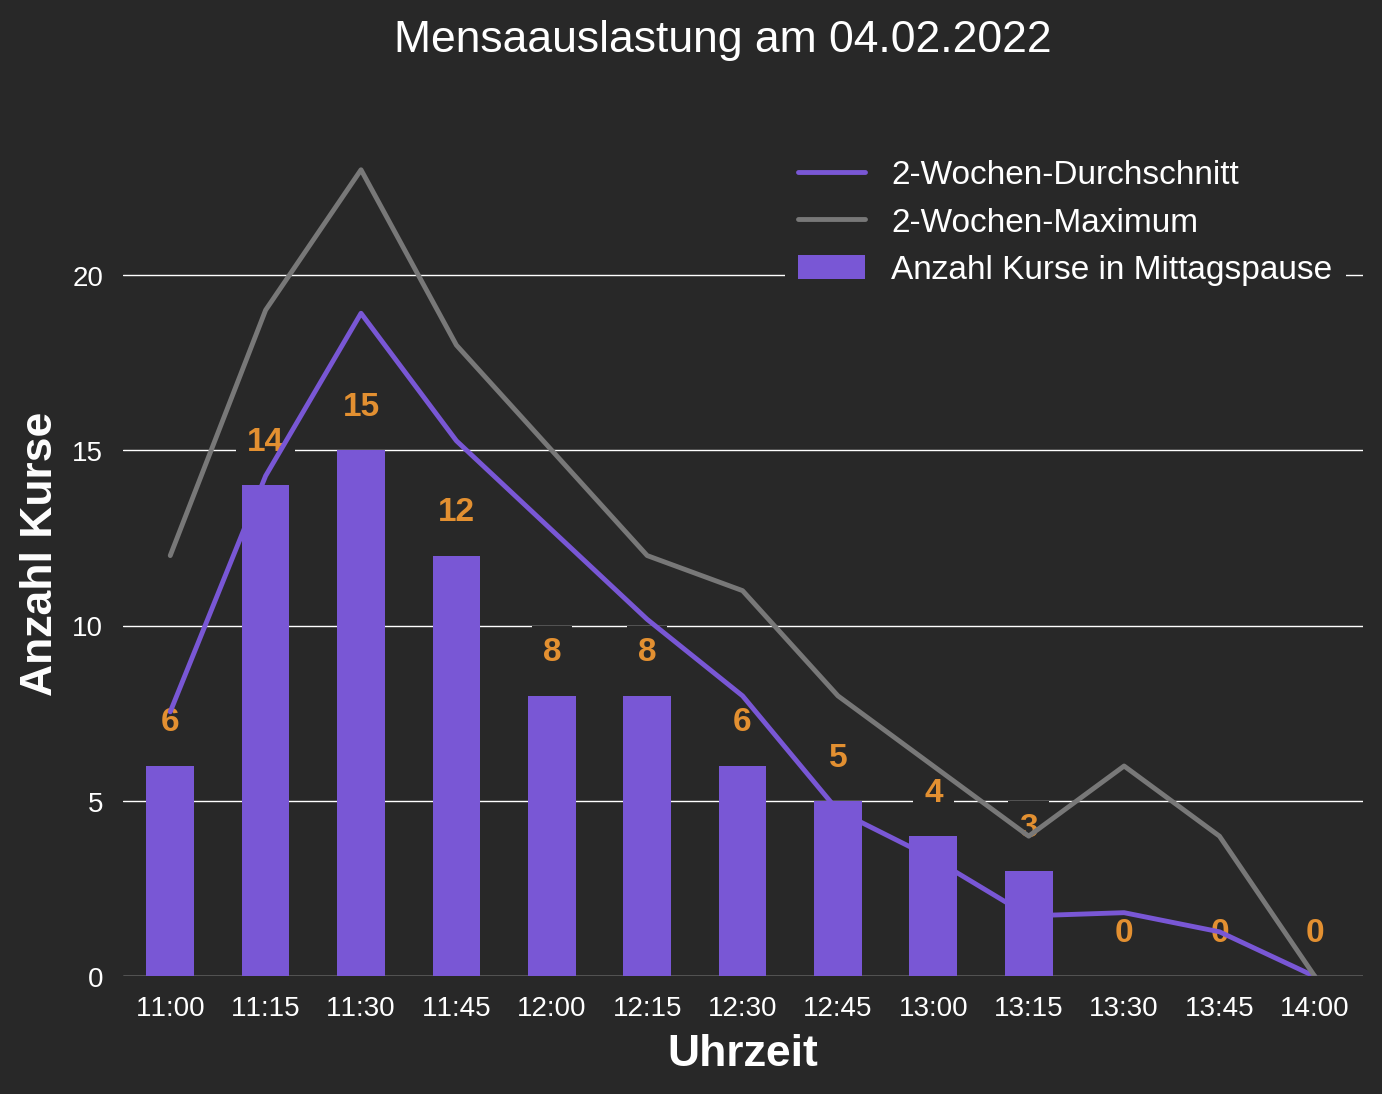 Mensaauslastung am 04.02.2022
2-Wochen-Durchschnitt
2-Wochen-Maximum
Anzahl Kurse in Mittagspause
Anzahl Kurse
20
15
10
5
0
6
14
15
12
8
8
6
5
4
3
0
0
0
11:00 11:15 11:30 11:45 12:00 12:15 12:30 12:45 13:00 13:15 13:30 13:45 14:00
Uhrzeit